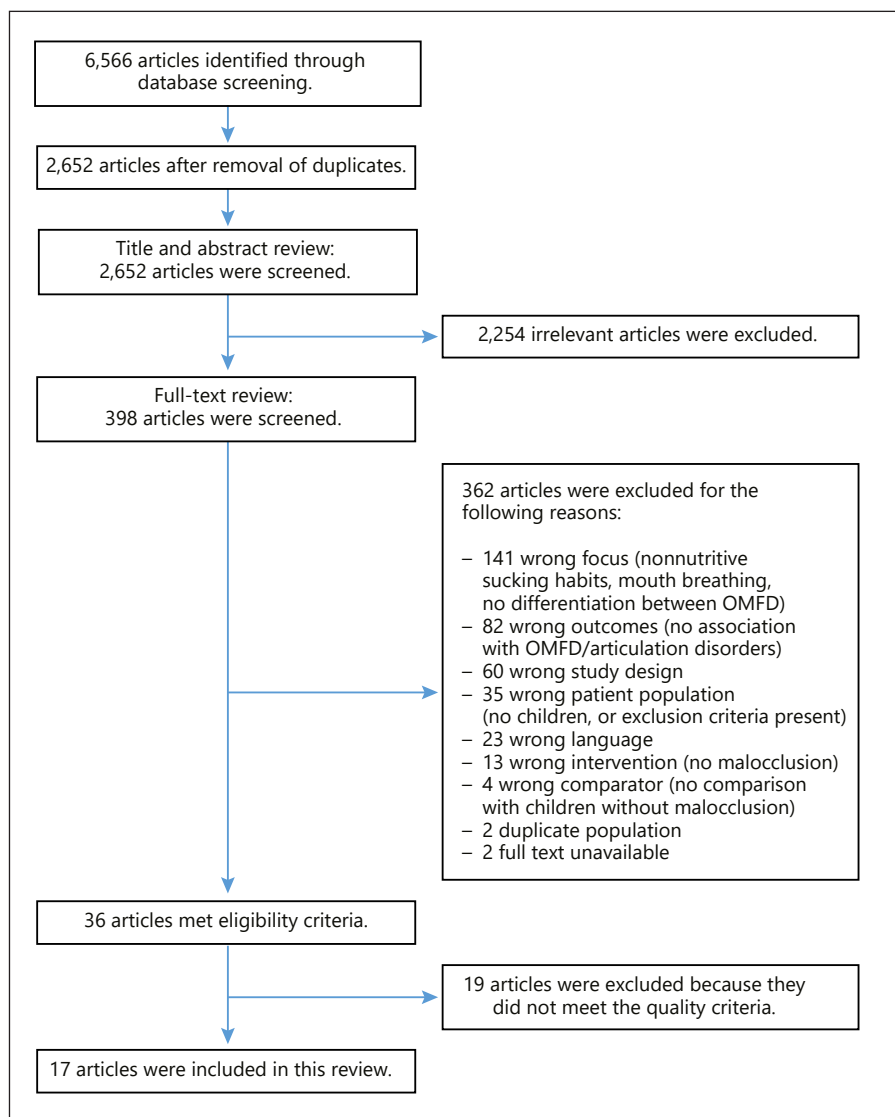 6,566 articles identified through
database screening.
2,652 articles after removal of duplicates.
Title and abstract review:
2,652 articles were screened.
2,254 irrelevant articles were excluded.
Full-text review:
398 articles were screened.
362 articles were excluded for the
following reasons:
– 141 wrong focus (nonnutritive
sucking habits, mouth breathing,
no differentiation between OMFD)
– 82 wrong outcomes (no association
with OMFD/articulation disorders)
– 60 wrong study design
– 35 wrong patient population
(no children, or exclusion criteria present)
– 23 wrong language
– 13 wrong intervention (no malocclusion)
– 4 wrong comparator (no comparison
with children without malocclusion)
– 2 duplicate population
– 2 full text unavailable
36 articles met eligibility criteria.
19 articles were excluded because they
did not meet the quality criteria.
17 articles were included in this review.